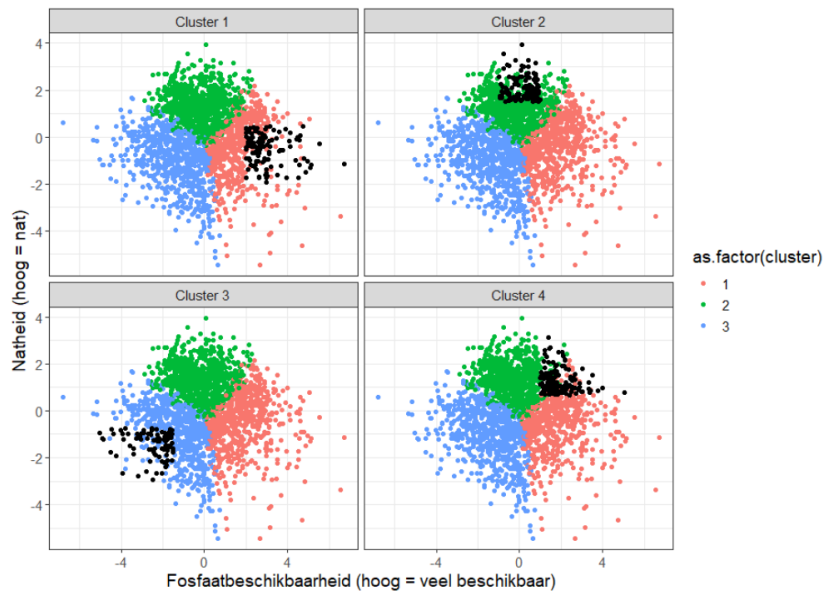 Cluster 1
Cluster 2
4
2
0
-2
-4
Cluster 3
Cluster 4
4
2
0
-2
-4
-4
0
4
-4
0
4
Natheid (hoog = nat)
Fosfaatbeschikbaarheid (hoog = veel beschikbaar)
as.factor(cluster)
1
2
3